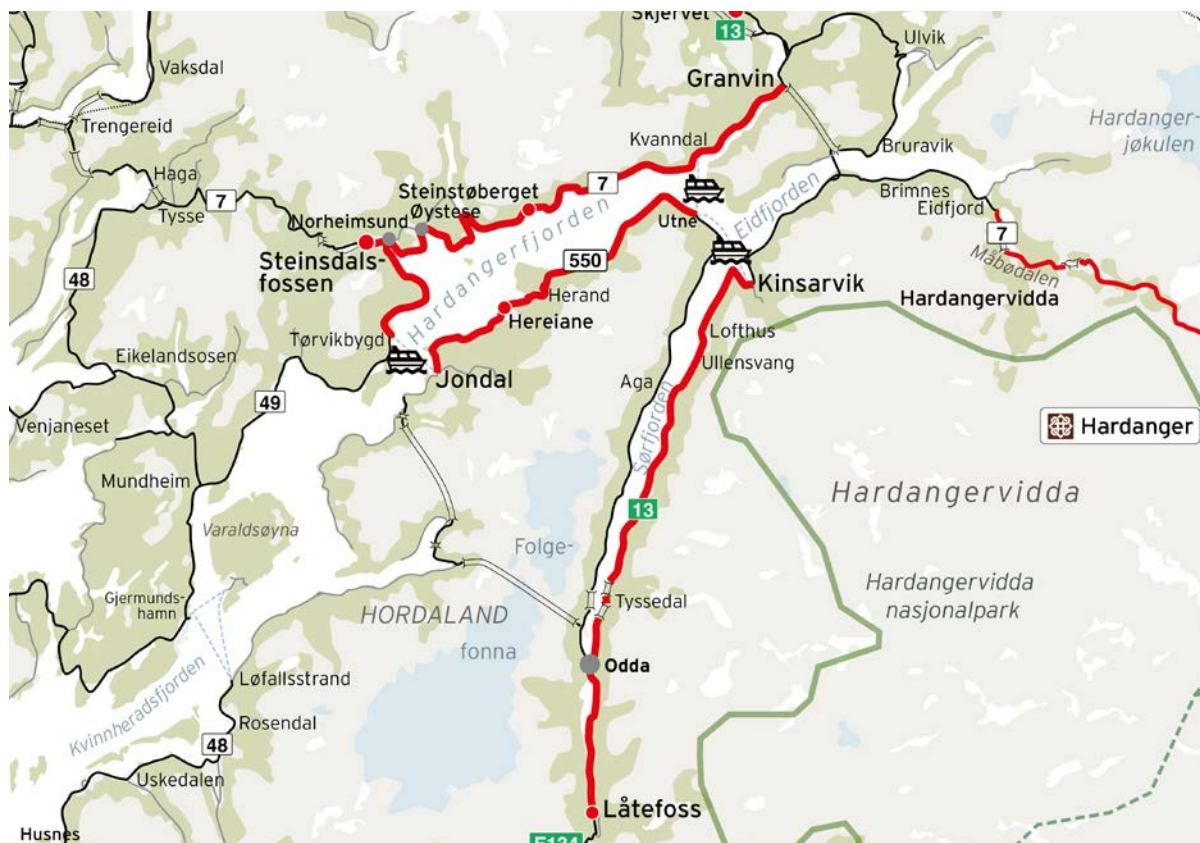 Skjervet
13
Ulvik
Vaksdal
Granvin
Trengereid
Kvanndal
Hardanger-
jøkulen
Bruravik
Haga
Steinstøberget
7
Brimnes
Tysse
7
Norheimsund
Øystese
Hardangerfjorden
Utne
Eidfjorden
Eidfjord
7
Måbødalen
Steinsdals-
fossen
550
Kinsarvik
48
Herand
Hereiane
Hardangervidda
Tørvikbygd
Lofthus
Eikelandsosen
Jondal
Ullensvang
Aga
49
Sørfjorden
Venjaneset
Hardanger
Mundheim
Hardangervidda
13
Varaldsøyna
Folge-
Hardangervidda
nasjonalpark
Gjermunds-
hamn
HORDALAND
Tyssedal
fonna
Odda
Løfallsstrand
Kvinnheradsfjorden
Rosendal
48
Uskedalen
Låtefoss
Husnes
E134